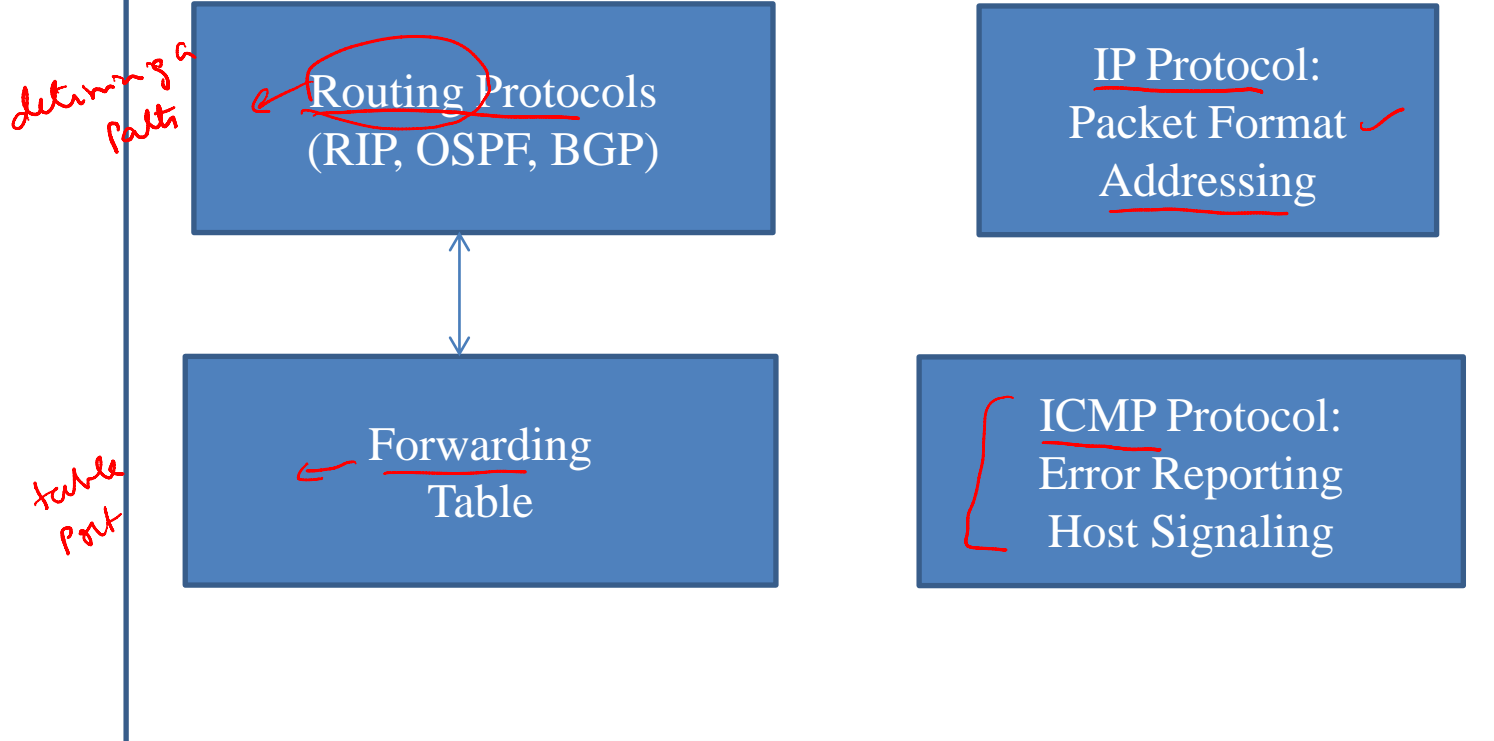 determining a
path
Routing Protocols
(RIP, OSPF, BGP)
IP Protocol:
Packet Format
Addressing
table
port
Forwarding
Table
ICMP Protocol:
Error Reporting
Host Signaling